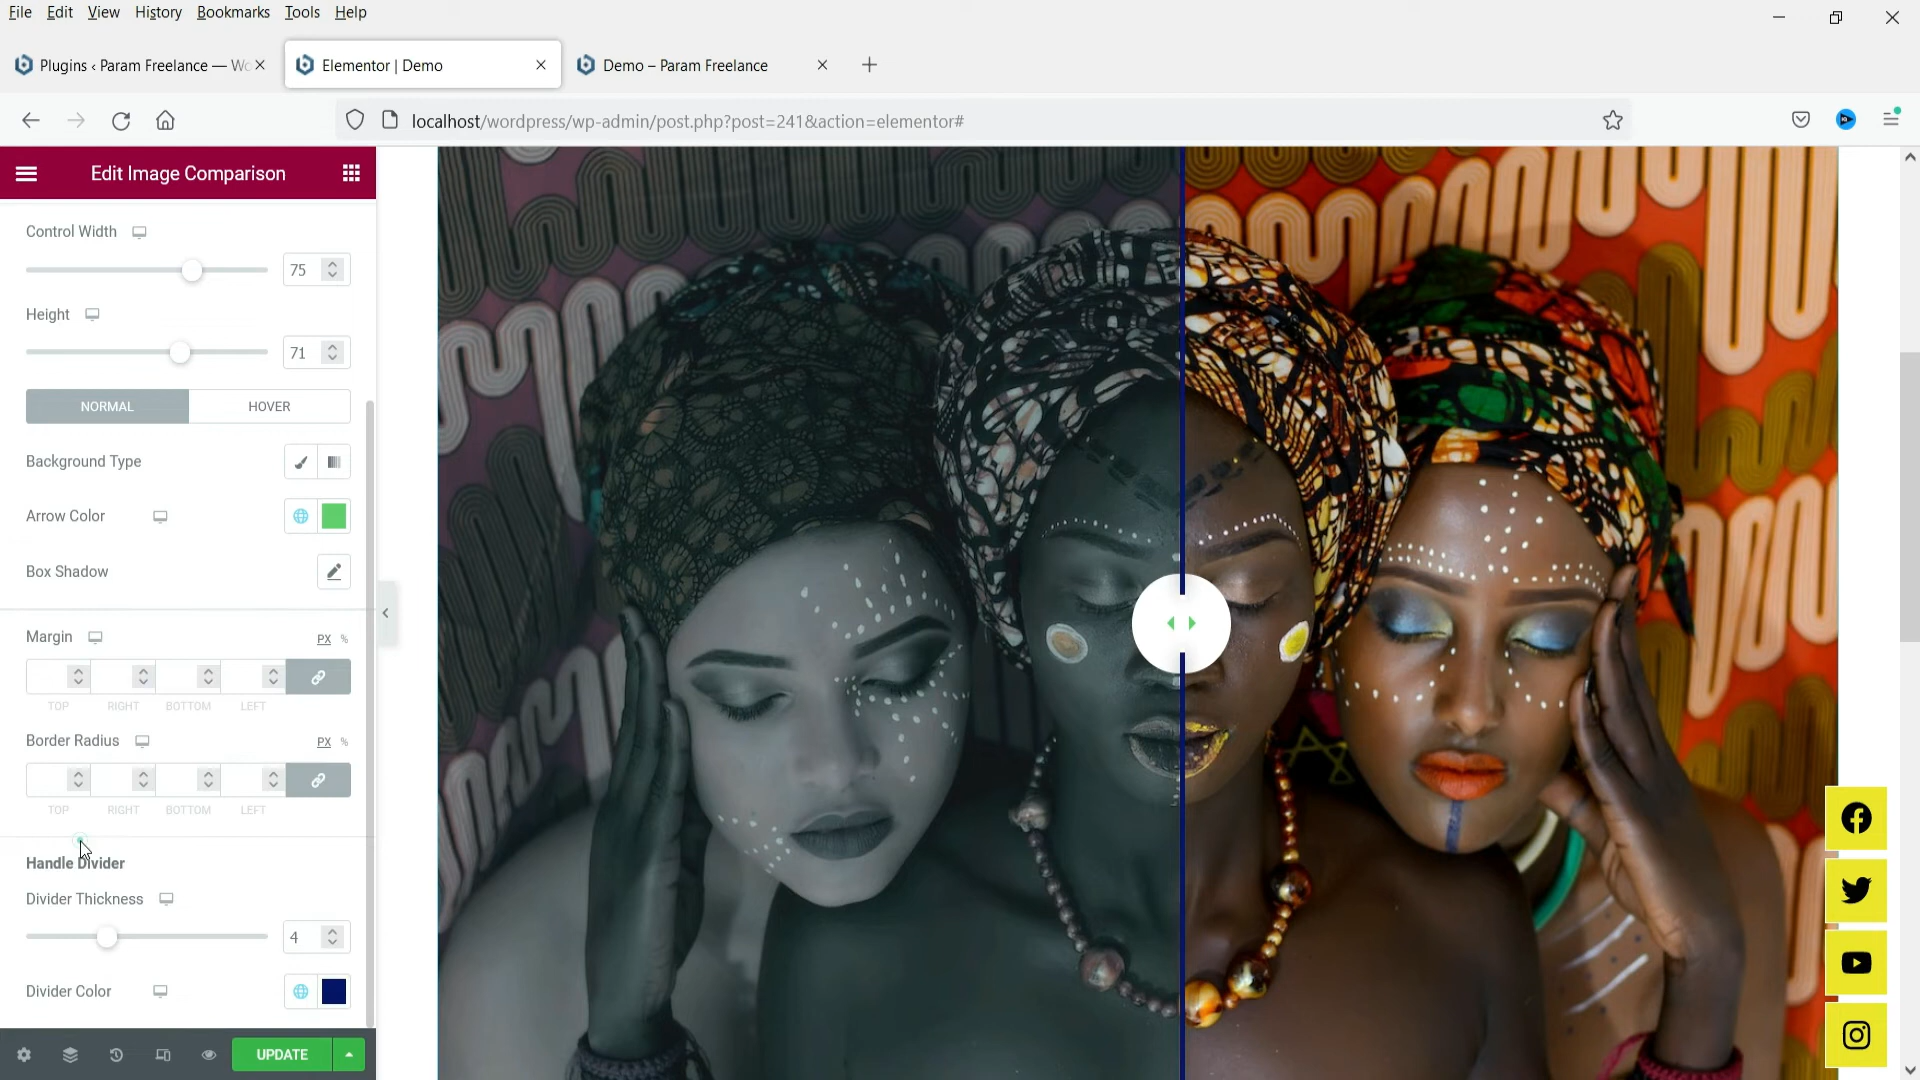 File Edit View History Bookmarks Tools Help
Plugins ‹ Param Freelance — Wo
Elementor | Demo
Demo – Param Freelance
localhost/wordpress/wp-admin/post.php?post=241&action=elementor#
Edit Image Comparison
Control Width
75
Height
71
NORMAL HOVER
Background Type
Arrow Color
Box Shadow
Margin PX %
TOP RIGHT BOTTOM LEFT
Border Radius PX %
TOP RIGHT BOTTOM LEFT
Handle Divider
Divider Thickness
4
Divider Color
UPDATE